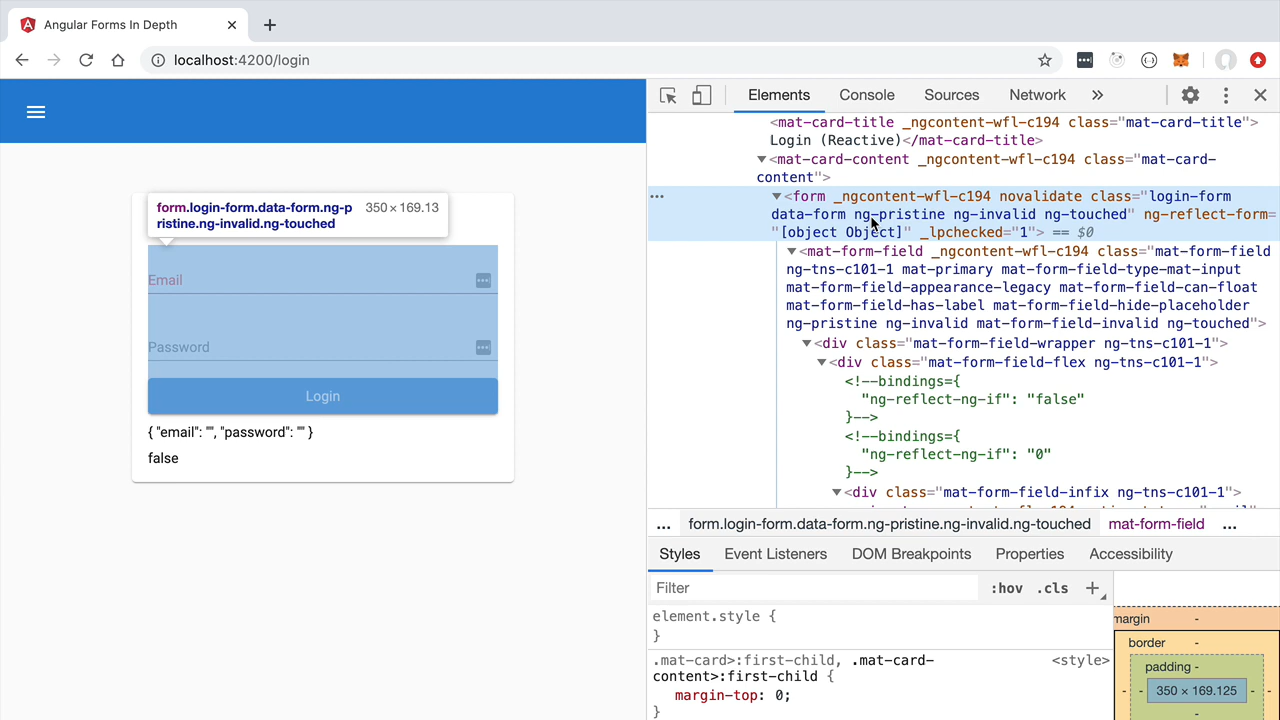 Angular Forms In Depth
localhost:4200/login
form.login-form.data-form.ng-p 350 × 169.13
ristine.ng-invalid.ng-touched
Email
Password
Login
{ "email": "", "password": "" }
false
Elements Console Sources Network »
<mat-card-title _ngcontent-wfl-c194 class="mat-card-title">
Login (Reactive)</mat-card-title>
▼<mat-card-content _ngcontent-wfl-c194 class="mat-card-
content">
… ▼<form _ngcontent-wfl-c194 novalidate class="login-form
data-form ng-pristine ng-invalid ng-touched" ng-reflect-form=
"[object Object]" _lpchecked="1"> == $0
▼<mat-form-field _ngcontent-wfl-c194 class="mat-form-field
ng-tns-c101-1 mat-primary mat-form-field-type-mat-input
mat-form-field-appearance-legacy mat-form-field-can-float
mat-form-field-has-label mat-form-field-hide-placeholder
ng-pristine ng-invalid mat-form-field-invalid ng-touched">
▼<div class="mat-form-field-wrapper ng-tns-c101-1">
▼<div class="mat-form-field-flex ng-tns-c101-1">
<!--bindings={
"ng-reflect-ng-if": "false"
}-->
<!--bindings={
"ng-reflect-ng-if": "0"
}-->
▼<div class="mat-form-field-infix ng-tns-c101-1">
… form.login-form.data-form.ng-pristine.ng-invalid.ng-touched mat-form-field …
Styles Event Listeners DOM Breakpoints Properties Accessibility
Filter :hov .cls +
element.style {
}
.mat-card>:first-child, .mat-card- <style>
content>:first-child {
margin-top: 0;
}
margin -
border -
padding -
- - 350 × 169.125 - -
-